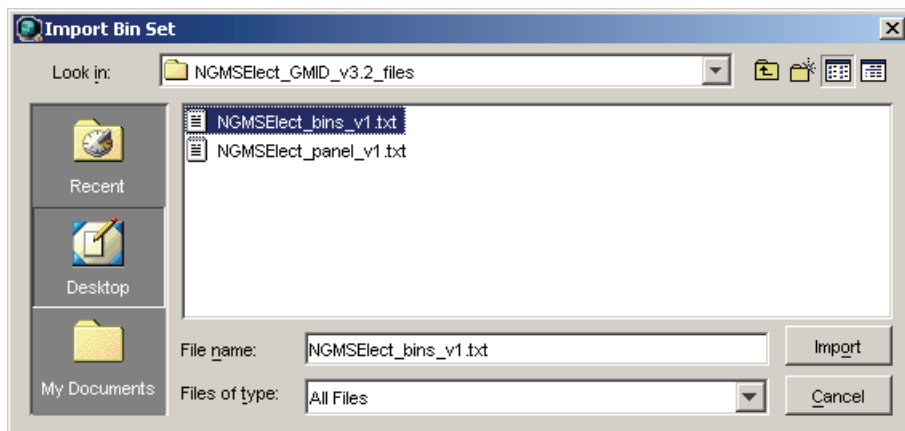 Import Bin Set
Look in: NGMSElect_GMID_v3.2_files
NGMSElect_bins_v1.txt
NGMSElect_panel_v1.txt
Recent
Desktop
My Documents
File name: NGMSElect_bins_v1.txt Import
Files of type: All Files Cancel